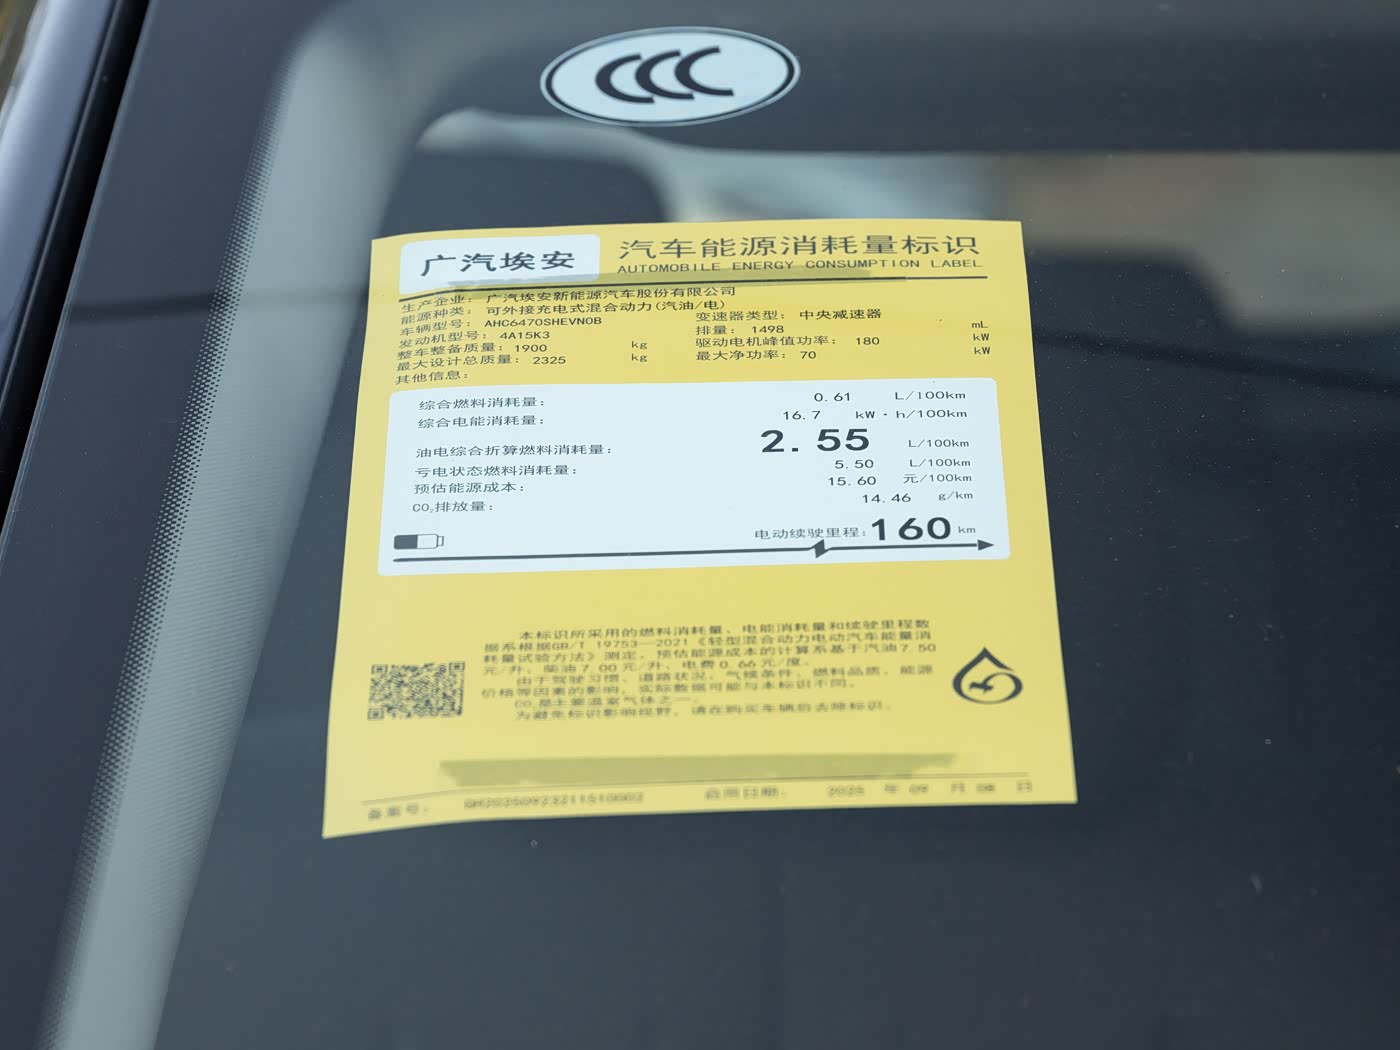 CCC
广汽埃安
汽车能源消耗量标识
AUTOMOBILE ENERGY CONSUMPTION LABEL
生产企业: 广汽埃安新能源汽车股份有限公司
能源种类: 可外接充电式混合动力(汽油/电)
车辆型号: AHC6470SHEVN0B 变速器类型: 中央减速器
发动机型号: 4A15K3 排量: 1498 mL
整车整备质量: 1900 kg 驱动电机峰值功率: 180 kW
最大设计总质量: 2325 kg 最大净功率: 70 kW
其他信息:
综合燃料消耗量: 0.61 L/100km
综合电能消耗量: 16.7 kW·h/100km
油电综合折算燃料消耗量: 2.55 L/100km
亏电状态燃料消耗量: 5.50 L/100km
预估能源成本: 15.60 元/100km
CO₂排放量: 14.46 g/km
电动续驶里程:160 km
本标识所采用的燃料消耗量、电能消耗量和续驶里程数
据系根据GB/T 19753—2021《轻型混合动力电动汽车能量消
耗量试验方法》测定。预估能源成本的计算系基于汽油7.50
元/升、柴油7.00元/升、电费0.66元/度。
由于驾驶习惯、道路状况、气候条件、燃料品质、能源
价格等因素的影响，实际数据可能与本标识不同。
CO₂是主要温室气体之一。
为避免标识影响视野，请在购买车辆后去除标识。
备案号: 启用日期: 2025 年 09 月 08 日